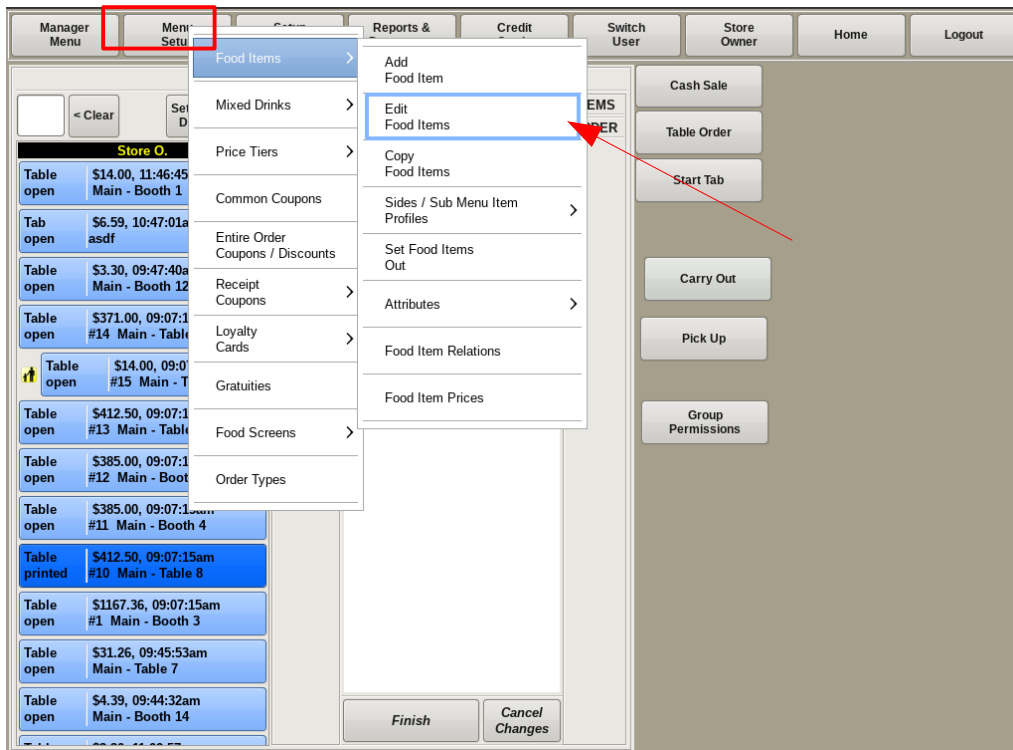 Manager
Menu
Menu
Setup
Reports &
Credit
Switch
User
Store
Owner
Home
Logout
Food Items
Mixed Drinks
Price Tiers
Common Coupons
Entire Order
Coupons / Discounts
Receipt
Coupons
Loyalty
Cards
Gratuities
Food Screens
Order Types
Add
Food Item
Edit
Food Items
Copy
Food Items
Sides / Sub Menu Item
Profiles
Set Food Items
Out
Attributes
Food Item Relations
Food Item Prices
< Clear
Set
D
EMS
DER
Store O.
Table $14.00, 11:46:45
open Main - Booth 1
Tab $6.59, 10:47:01a
open asdf
Table $3.30, 09:47:40a
open Main - Booth 12
Table $371.00, 09:07:1
open #14 Main - Table
Table $14.00, 09:07
open #15 Main - T
Table $412.50, 09:07:1
open #13 Main - Table
Table $385.00, 09:07:1
open #12 Main - Boot
Table $385.00, 09:07:15am
open #11 Main - Booth 4
Table $412.50, 09:07:15am
printed #10 Main - Table 8
Table $1167.36, 09:07:15am
open #1 Main - Booth 3
Table $31.26, 09:45:53am
open Main - Table 7
Table $4.39, 09:44:32am
open Main - Booth 14
Finish
Cancel
Changes
Cash Sale
Table Order
Start Tab
Carry Out
Pick Up
Group
Permissions